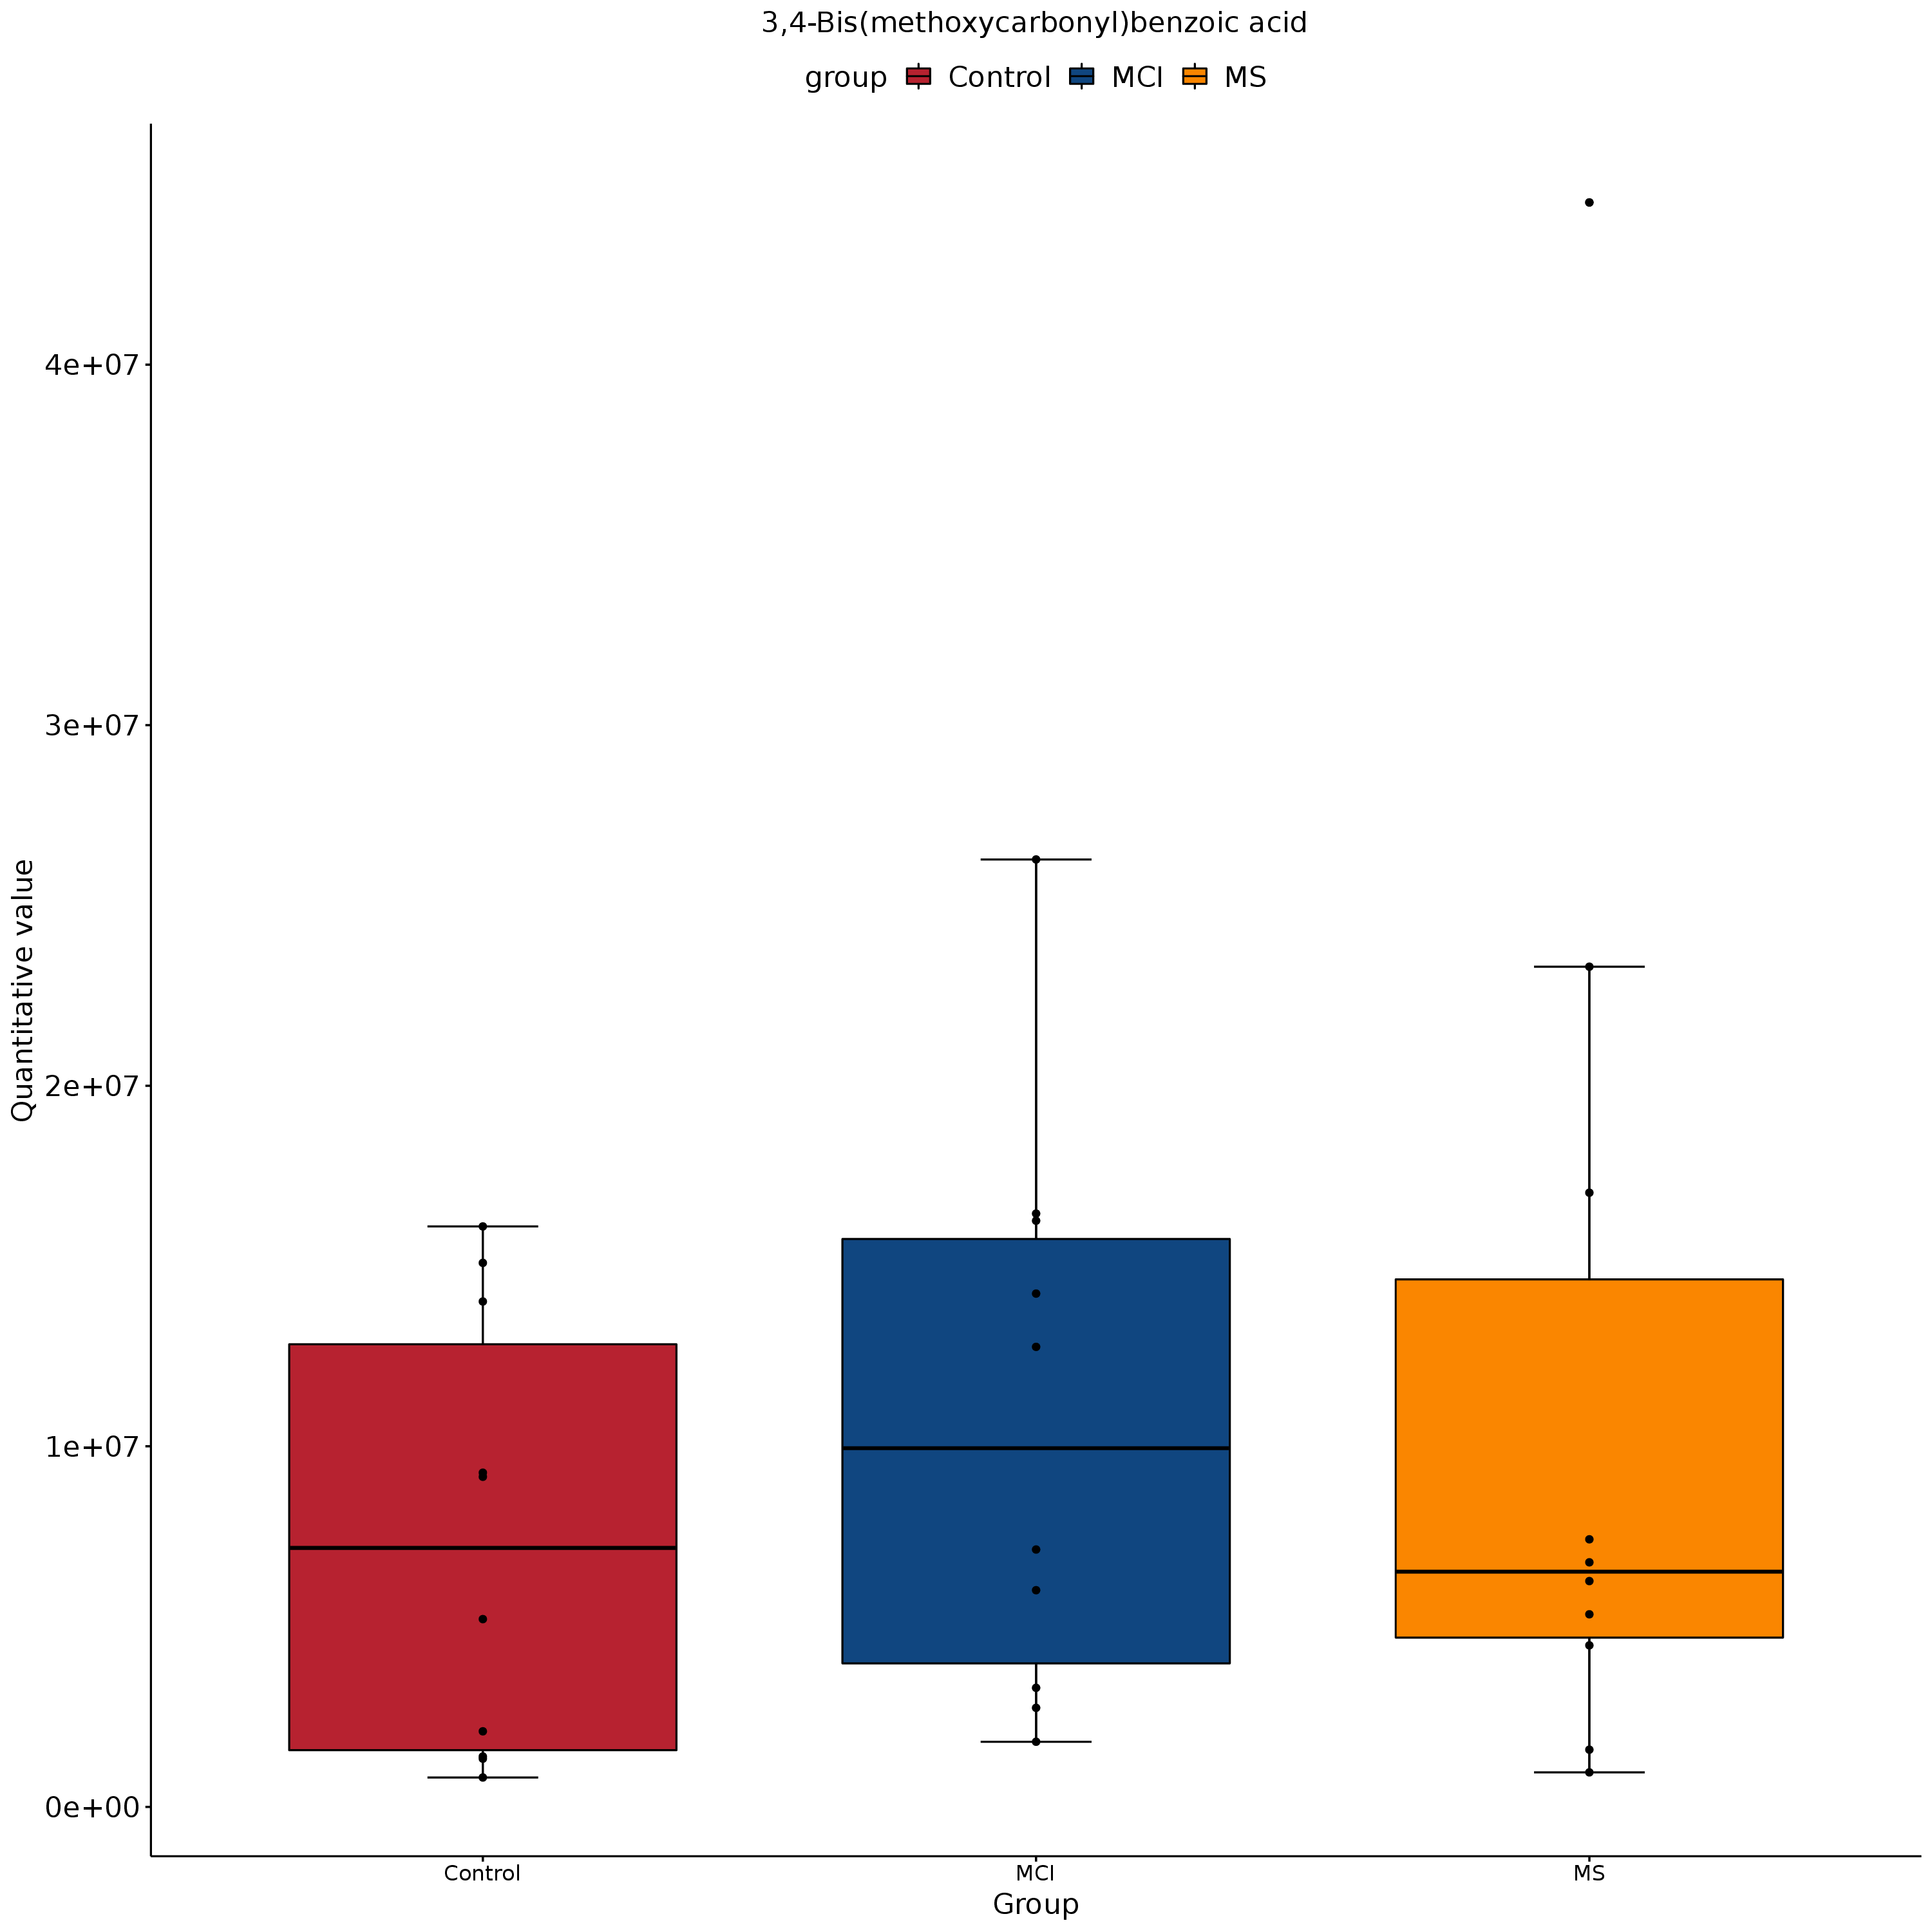 3,4-Bis(methoxycarbonyl)benzoic acid
group Control MCI MS
4e+07
3e+07
2e+07
1e+07
0e+00
Quantitative value
Control MCI MS
Group